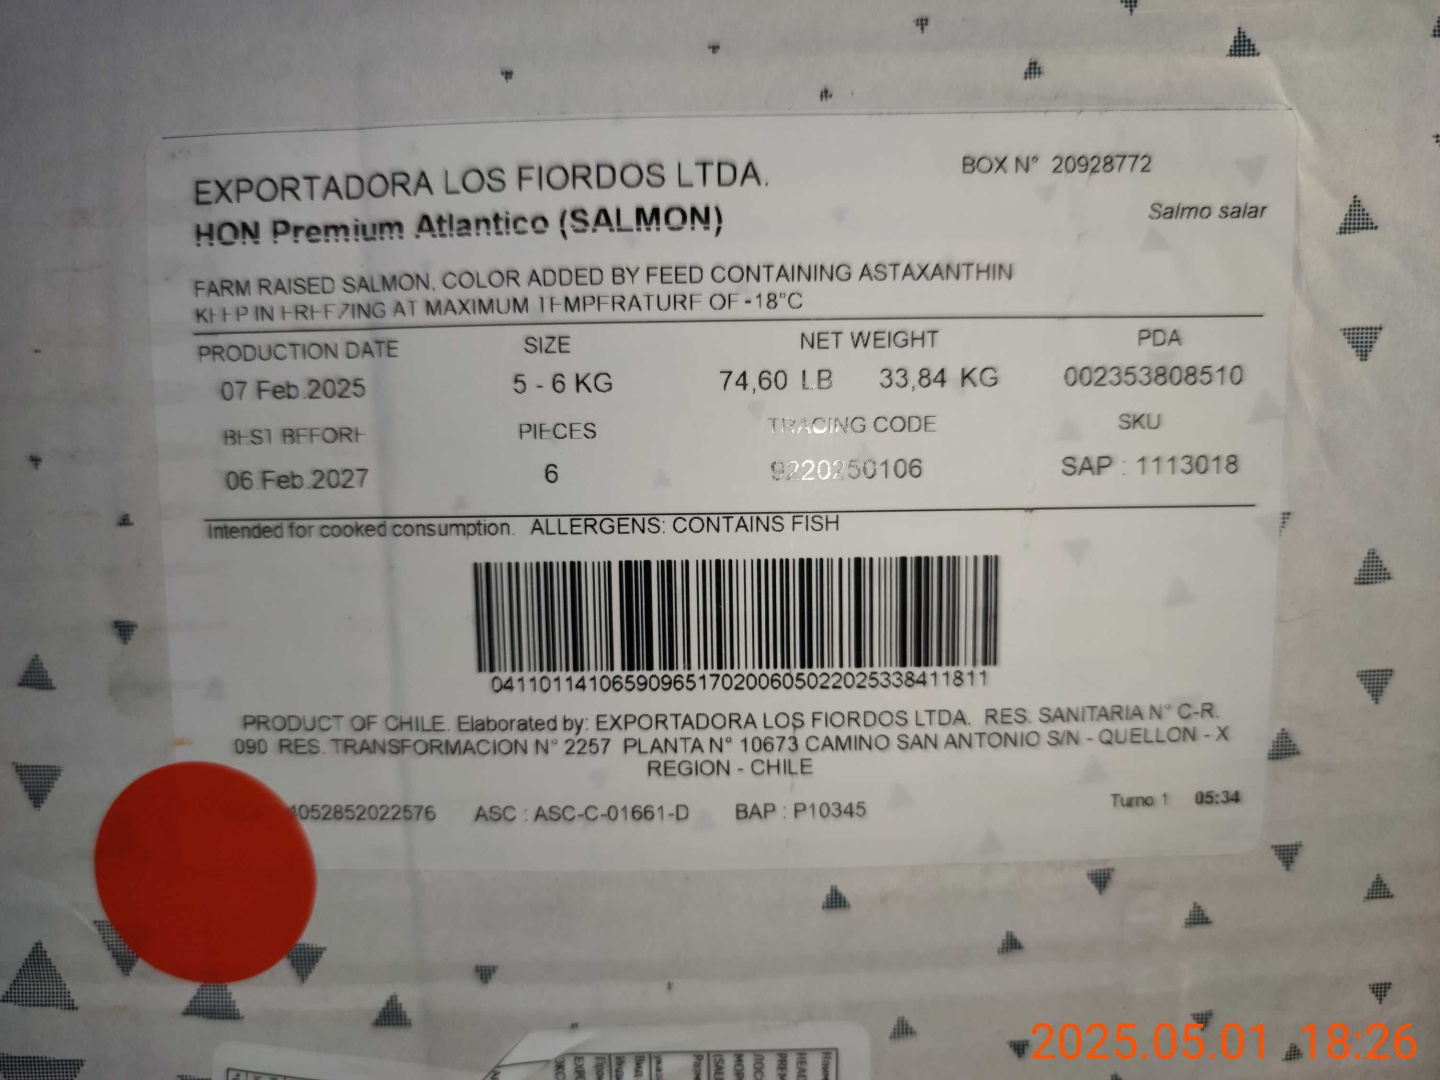 EXPORTADORA LOS FIORDOS LTDA.
BOX N° 20928772
HON Premium Atlantico (SALMON)
Salmo salar
FARM RAISED SALMON, COLOR ADDED BY FEED CONTAINING ASTAXANTHIN
KEEP IN FREEZING AT MAXIMUM TEMPERATURE OF -18°C
PRODUCTION DATE SIZE NET WEIGHT PDA
07 Feb.2025 5 - 6 KG 74,60 LB 33,84 KG 002353808510
BEST BEFORE PIECES TRACING CODE SKU
06 Feb.2027 6 9220250106 SAP : 1113018
Intended for cooked consumption. ALLERGENS: CONTAINS FISH
04110114106590965170200605022025338411811
PRODUCT OF CHILE. Elaborated by: EXPORTADORA LOS FIORDOS LTDA. RES. SANITARIA N° C-R.
090 RES. TRANSFORMACION N° 2257 PLANTA N° 10673 CAMINO SAN ANTONIO S/N - QUELLON - X
REGION - CHILE
4052852022576 ASC : ASC-C-01661-D BAP : P10345
Turno 1 05:34
2025.05.01 18:26